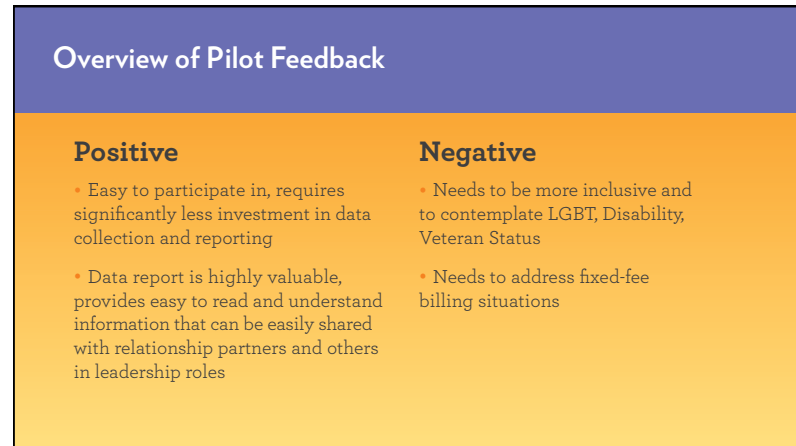 Overview of Pilot Feedback
Positive
• Easy to participate in, requires
significantly less investment in data
collection and reporting
• Data report is highly valuable,
provides easy to read and understand
information that can be easily shared
with relationship partners and others
in leadership roles
Negative
• Needs to be more inclusive and
to contemplate LGBT, Disability,
Veteran Status
• Needs to address fixed-fee
billing situations